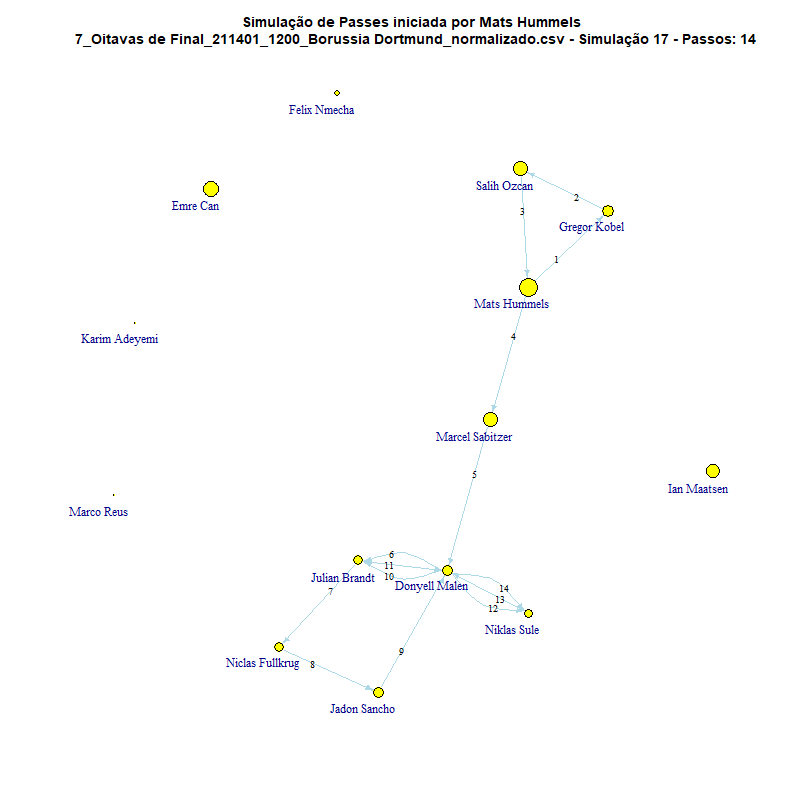 Simulação de Passes iniciada por Mats Hummels
7_Oitavas de Final_211401_1200_Borussia Dortmund_normalizado.csv - Simulação 17 - Passos: 14
Felix Nmecha
Salih Ozcan
Emre Can
2
3
Gregor Kobel
1
Mats Hummels
Karim Adeyemi
4
Marcel Sabitzer
5
Ian Maatsen
Marco Reus
6
11
10
Julian Brandt
Donyell Malen
7
14
13
12
Niklas Sule
9
Niclas Fullkrug
8
Jadon Sancho